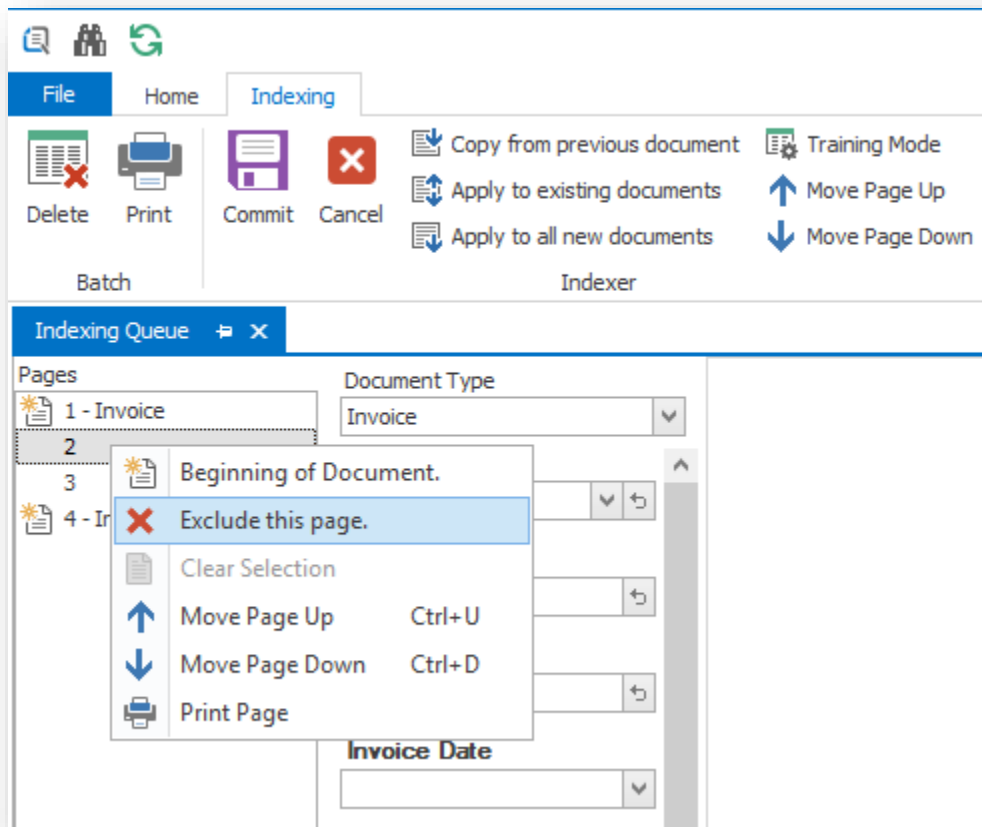 File
Home
Indexing
Delete
Print
Commit
Cancel
Copy from previous document
Apply to existing documents
Apply to all new documents
Training Mode
Move Page Up
Move Page Down
Batch
Indexer
Indexing Queue
Pages
1 - Invoice
2
3
4 - In
Document Type
Invoice
Beginning of Document.
Exclude this page.
Clear Selection
Move Page Up Ctrl+U
Move Page Down Ctrl+D
Print Page
Invoice Date